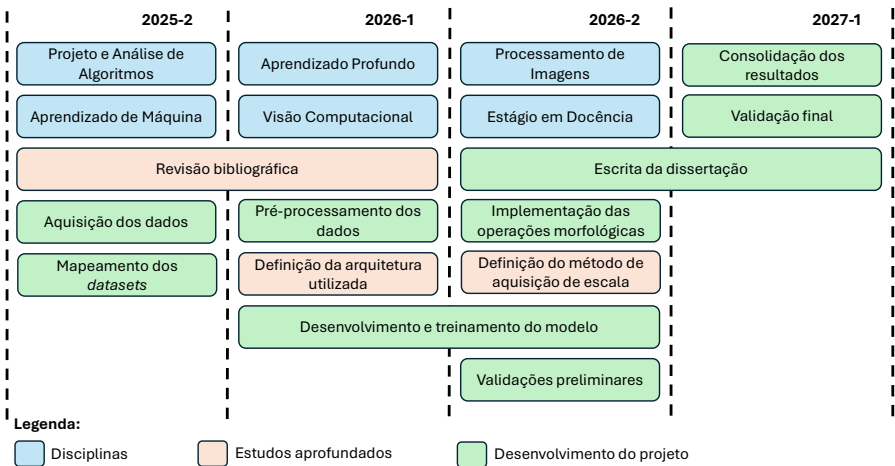 2025-2
2026-1
2026-2
2027-1
Projeto e Análise de
Algoritmos
Aprendizado Profundo
Processamento de
Imagens
Consolidação dos
resultados
Aprendizado de Máquina
Visão Computacional
Estágio em Docência
Validação final
Revisão bibliográfica
Escrita da dissertação
Aquisição dos dados
Pré-processamento dos
dados
Implementação das
operações morfológicas
Mapeamento dos
datasets
Definição da arquitetura
utilizada
Definição do método de
aquisição de escala
Desenvolvimento e treinamento do modelo
Validações preliminares
Legenda:
Disciplinas
Estudos aprofundados
Desenvolvimento do projeto